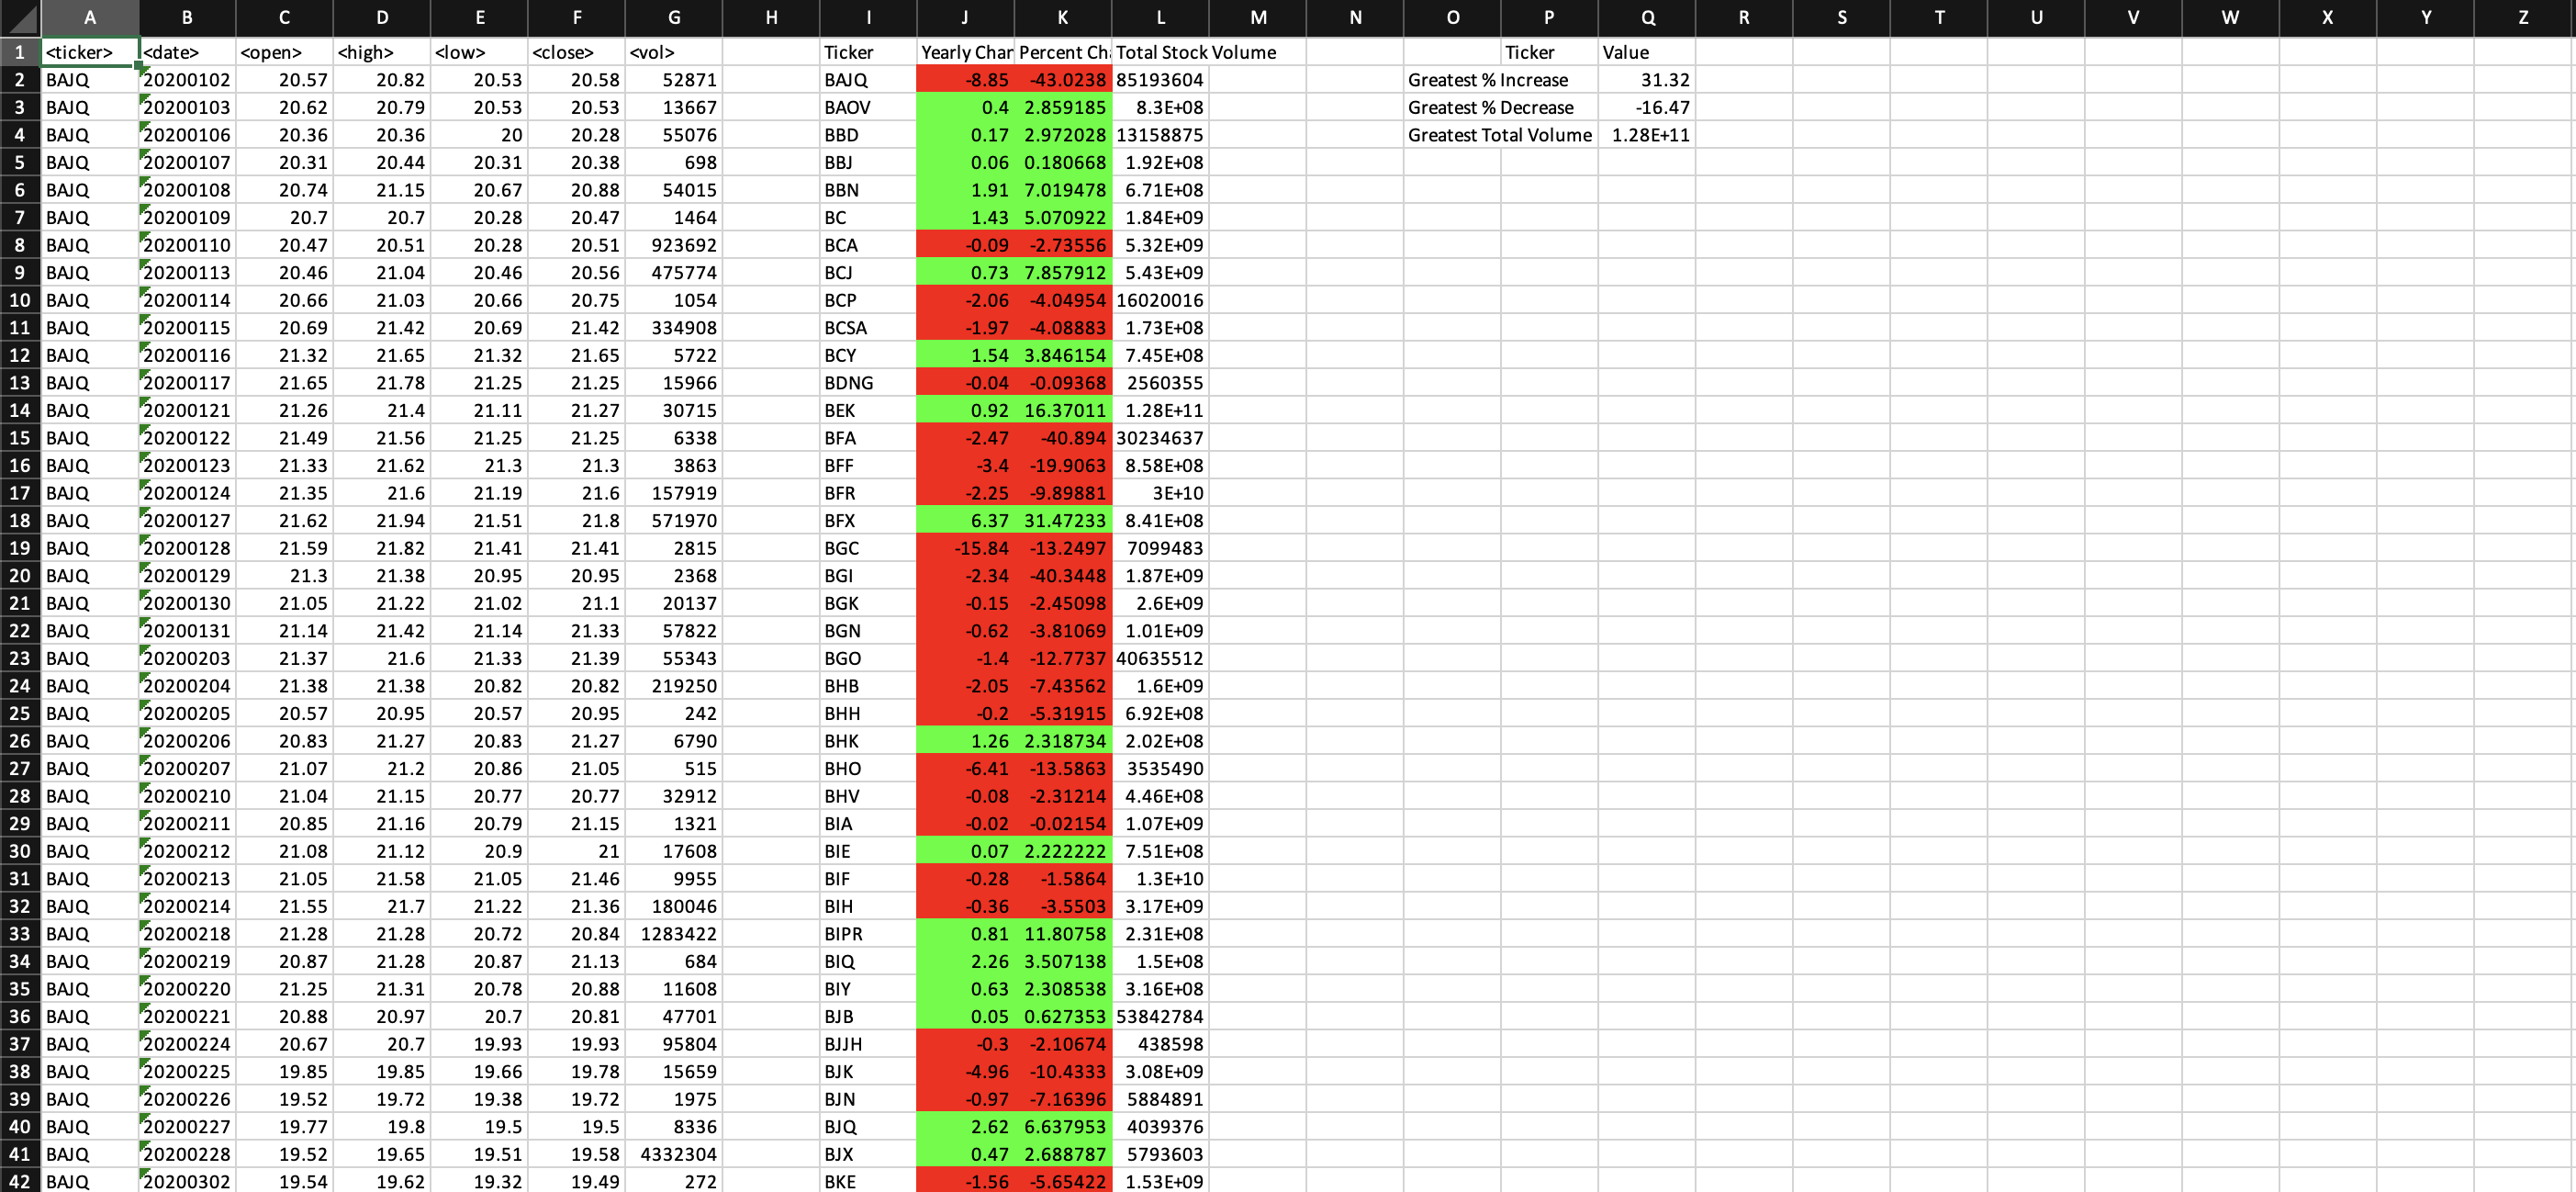 A B C D E F G H I J K L M N O P Q R S T U V W X Y Z
1 <ticker> <date> <open> <high> <low> <close> <vol> Ticker Yearly Char Percent Cha Total Stock Volume Ticker Value
2 BAJQ 20200102 20.57 20.82 20.53 20.58 52871 BAJQ -8.85 -43.0238 85193604 Greatest % Increase 31.32
3 BAJQ 20200103 20.62 20.79 20.53 20.53 13667 BAOV 0.4 2.859185 8.3E+08 Greatest % Decrease -16.47
4 BAJQ 20200106 20.36 20.36 20 20.28 55076 BBD 0.17 2.972028 13158875 Greatest Total Volume 1.28E+11
5 BAJQ 20200107 20.31 20.44 20.31 20.38 698 BBJ 0.06 0.180668 1.92E+08
6 BAJQ 20200108 20.74 21.15 20.67 20.88 54015 BBN 1.91 7.019478 6.71E+08
7 BAJQ 20200109 20.7 20.7 20.28 20.47 1464 BC 1.43 5.070922 1.84E+09
8 BAJQ 20200110 20.47 20.51 20.28 20.51 923692 BCA -0.09 -2.73556 5.32E+09
9 BAJQ 20200113 20.46 21.04 20.46 20.56 475774 BCJ 0.73 7.857912 5.43E+09
10 BAJQ 20200114 20.66 21.03 20.66 20.75 1054 BCP -2.06 -4.04954 16020016
11 BAJQ 20200115 20.69 21.42 20.69 21.42 334908 BCSA -1.97 -4.08883 1.73E+08
12 BAJQ 20200116 21.32 21.65 21.32 21.65 5722 BCY 1.54 3.846154 7.45E+08
13 BAJQ 20200117 21.65 21.78 21.25 21.25 15966 BDNG -0.04 -0.09368 2560355
14 BAJQ 20200121 21.26 21.4 21.11 21.27 30715 BEK 0.92 16.37011 1.28E+11
15 BAJQ 20200122 21.49 21.56 21.25 21.25 6338 BFA -2.47 -40.894 30234637
16 BAJQ 20200123 21.33 21.62 21.3 21.3 3863 BFF -3.4 -19.9063 8.58E+08
17 BAJQ 20200124 21.35 21.6 21.19 21.6 157919 BFR -2.25 -9.89881 3E+10
18 BAJQ 20200127 21.62 21.94 21.51 21.8 571970 BFX 6.37 31.47233 8.41E+08
19 BAJQ 20200128 21.59 21.82 21.41 21.41 2815 BGC -15.84 -13.2497 7099483
20 BAJQ 20200129 21.3 21.38 20.95 20.95 2368 BGI -2.34 -40.3448 1.87E+09
21 BAJQ 20200130 21.05 21.22 21.02 21.1 20137 BGK -0.15 -2.45098 2.6E+09
22 BAJQ 20200131 21.14 21.42 21.14 21.33 57822 BGN -0.62 -3.81069 1.01E+09
23 BAJQ 20200203 21.37 21.6 21.33 21.39 55343 BGO -1.4 -12.7737 40635512
24 BAJQ 20200204 21.38 21.38 20.82 20.82 219250 BHB -2.05 -7.43562 1.6E+09
25 BAJQ 20200205 20.57 20.95 20.57 20.95 242 BHH -0.2 -5.31915 6.92E+08
26 BAJQ 20200206 20.83 21.27 20.83 21.27 6790 BHK 1.26 2.318734 2.02E+08
27 BAJQ 20200207 21.07 21.2 20.86 21.05 515 BHO -6.41 -13.5863 3535490
28 BAJQ 20200210 21.04 21.15 20.77 20.77 32912 BHV -0.08 -2.31214 4.46E+08
29 BAJQ 20200211 20.85 21.16 20.79 21.15 1321 BIA -0.02 -0.02154 1.07E+09
30 BAJQ 20200212 21.08 21.12 20.9 21 17608 BIE 0.07 2.222222 7.51E+08
31 BAJQ 20200213 21.05 21.58 21.05 21.46 9955 BIF -0.28 -1.5864 1.3E+10
32 BAJQ 20200214 21.55 21.7 21.22 21.36 180046 BIH -0.36 -3.5503 3.17E+09
33 BAJQ 20200218 21.28 21.28 20.72 20.84 1283422 BIPR 0.81 11.80758 2.31E+08
34 BAJQ 20200219 20.87 21.28 20.87 21.13 684 BIQ 2.26 3.507138 1.5E+08
35 BAJQ 20200220 21.25 21.31 20.78 20.88 11608 BIY 0.63 2.308538 3.16E+08
36 BAJQ 20200221 20.88 20.97 20.7 20.81 47701 BJB 0.05 0.627353 53842784
37 BAJQ 20200224 20.67 20.7 19.93 19.93 95804 BJJH -0.3 -2.10674 438598
38 BAJQ 20200225 19.85 19.85 19.66 19.78 15659 BJK -4.96 -10.4333 3.08E+09
39 BAJQ 20200226 19.52 19.72 19.38 19.72 1975 BJN -0.97 -7.16396 5884891
40 BAJQ 20200227 19.77 19.8 19.5 19.5 8336 BJQ 2.62 6.637953 4039376
41 BAJQ 20200228 19.52 19.65 19.51 19.58 4332304 BJX 0.47 2.688787 5793603
42 BAJQ 20200302 19.54 19.62 19.32 19.49 272 BKE -1.56 -5.65422 1.53E+09